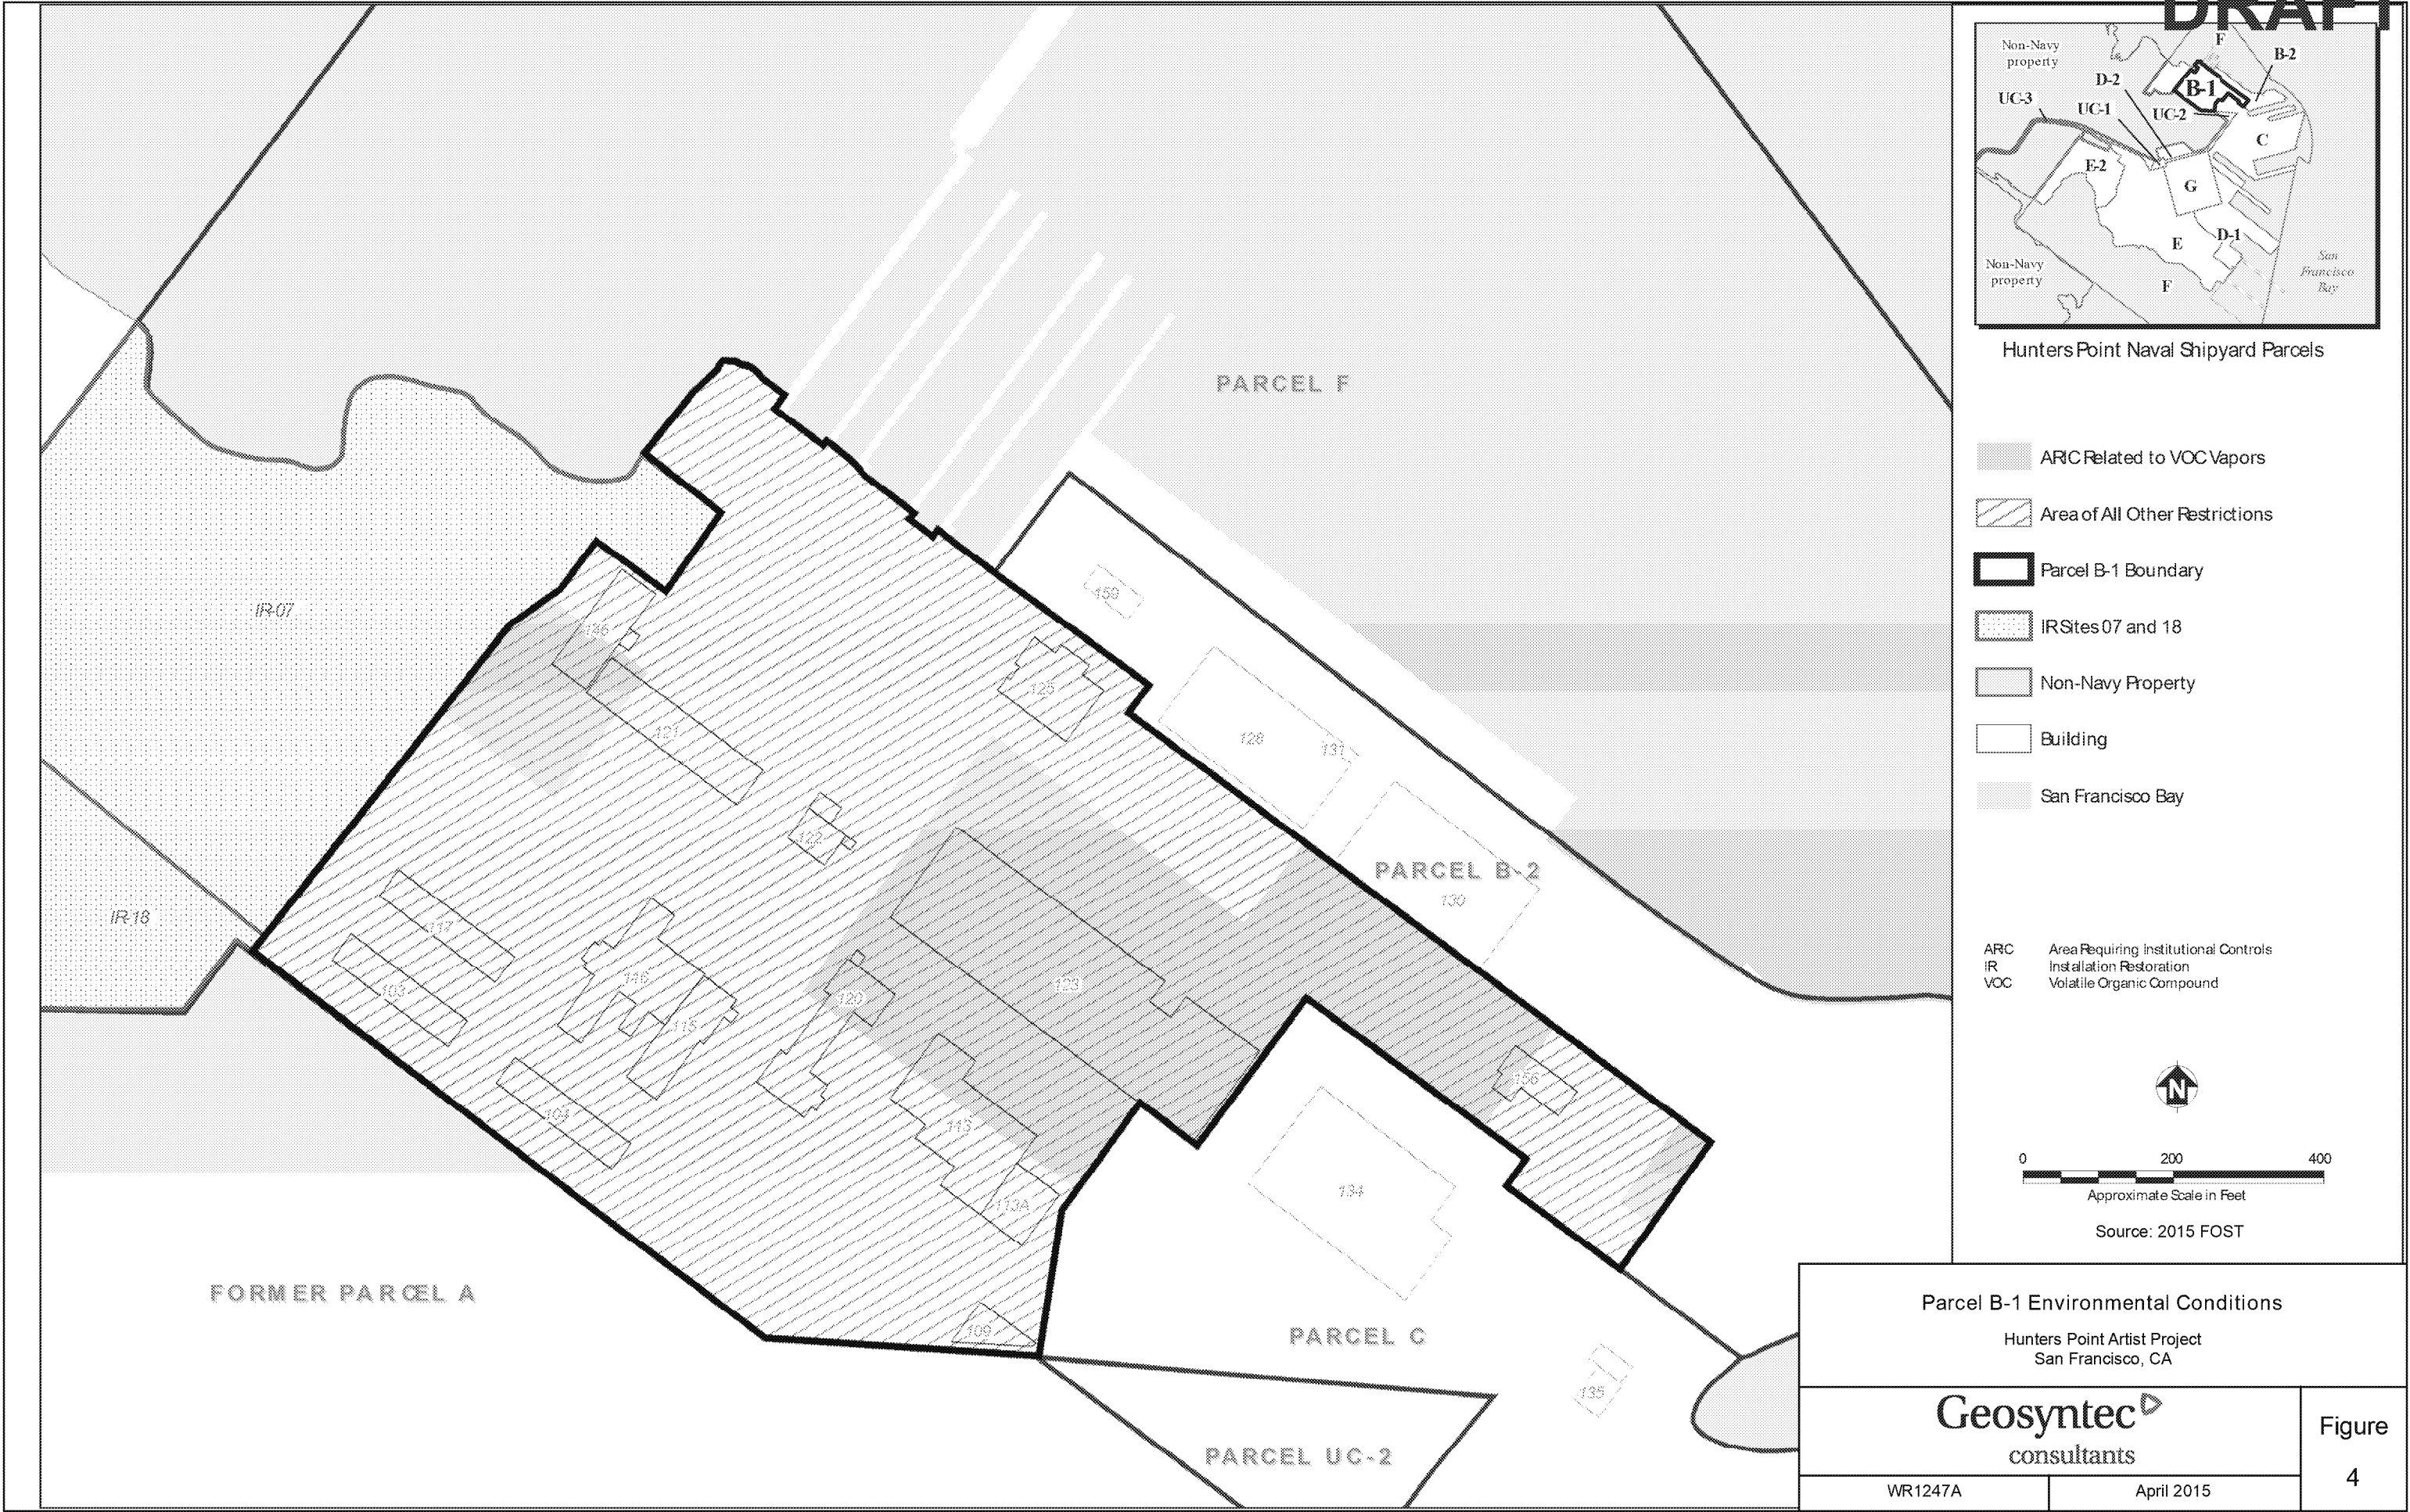 DRAFT
Non-Navy
property
F
B-2
D-2
B-1
UC-3
UC-1
UC-2
C
E-2
G
E
D-1
Non-Navy
property
F
San
Francisco
Bay
Hunters Point Naval Shipyard Parcels
ARIC Related to VOC Vapors
Area of All Other Restrictions
Parcel B-1 Boundary
IR Sites 07 and 18
Non-Navy Property
Building
San Francisco Bay
ARIC Area Requiring Institutional Controls
IR Installation Restoration
VOC Volatile Organic Compound
N
0 200 400
Approximate Scale in Feet
Source: 2015 FOST
PARCEL F
159
IR-07
146
125
121
128
131
122
PARCEL B-2
130
IR-18
117
103
116
115
120
123
104
113
156
113A
134
109
FORMER PARCEL A
PARCEL C
135
PARCEL UC-2
Parcel B-1 Environmental Conditions
Hunters Point Artist Project
San Francisco, CA
Geosyntec
consultants
Figure
4
WR1247A
April 2015